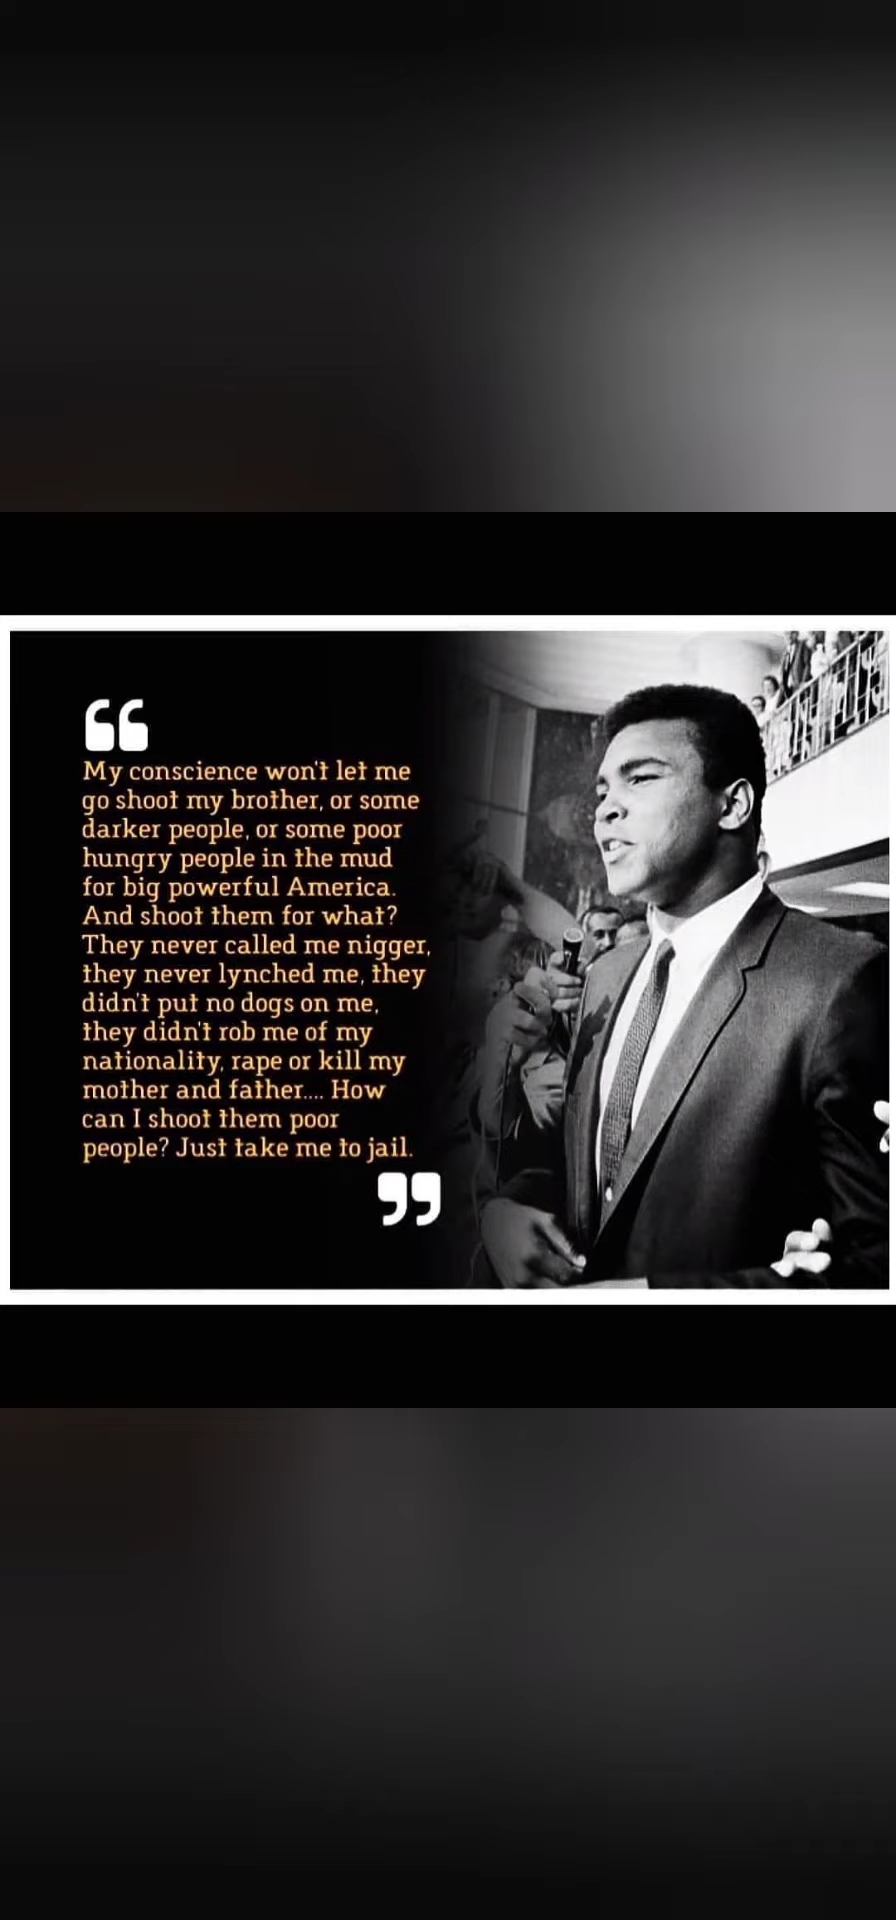 “
My conscience won't let me
go shoot my brother, or some
darker people, or some poor
hungry people in the mud
for big powerful America.
And shoot them for what?
They never called me nigger,
they never lynched me, they
didn't put no dogs on me,
they didn't rob me of my
nationality, rape or kill my
mother and father.... How
can I shoot them poor
people? Just take me to jail.
”